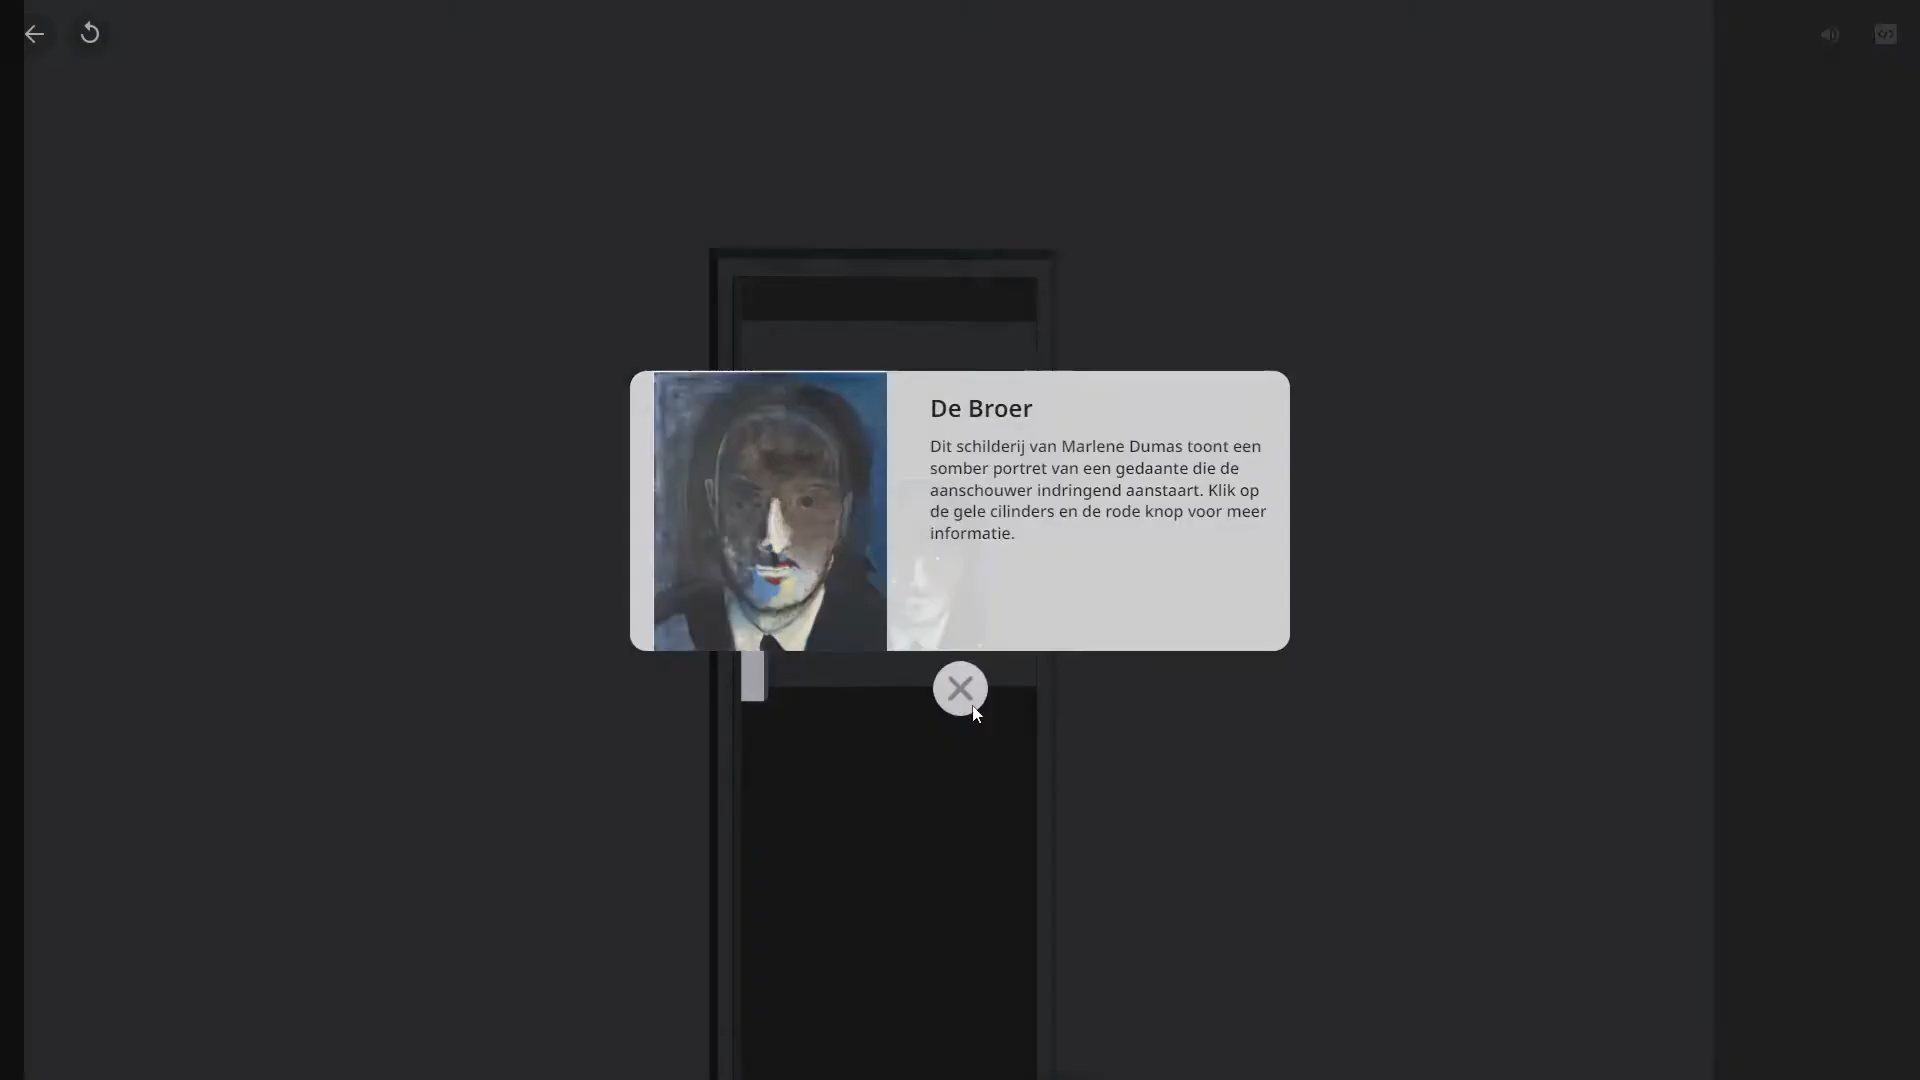 De Broer
Dit schilderij van Marlene Dumas toont een
somber portret van een gedaante die de
aanschouwer indringend aanstaart. Klik op
de gele cilinders en de rode knop voor meer
informatie.